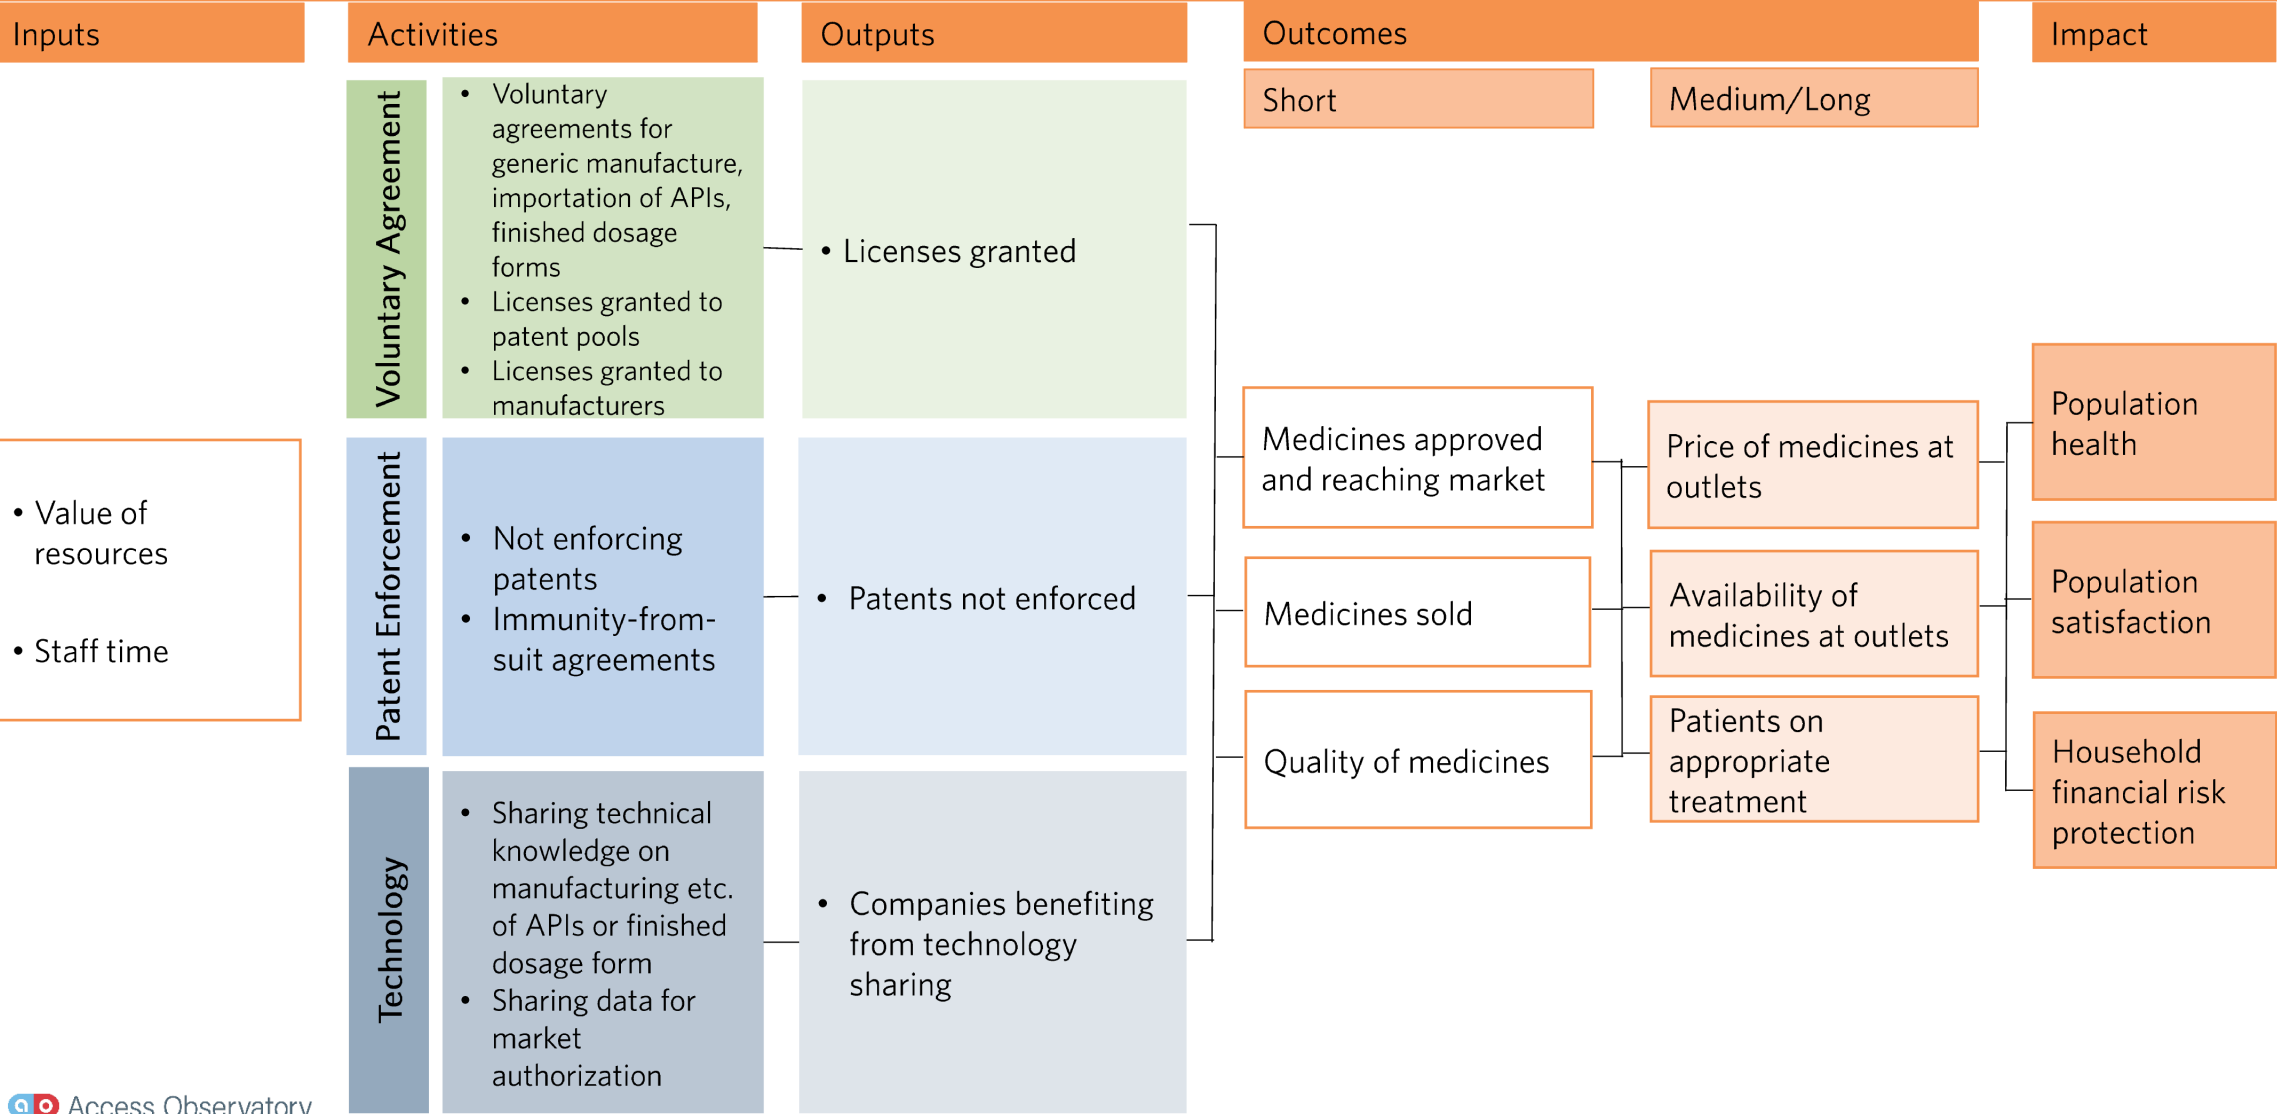 Inputs
Activities
Outputs
Outcomes
Impact
Short
Medium/Long
• Value of
resources
• Staff time
Voluntary Agreement
• Voluntary
agreements for
generic manufacture,
importation of APIs,
finished dosage
forms
• Licenses granted to
patent pools
• Licenses granted to
manufacturers
• Licenses granted
Patent Enforcement
• Not enforcing
patents
• Immunity-from-
suit agreements
• Patents not enforced
Technology
• Sharing technical
knowledge on
manufacturing etc.
of APIs or finished
dosage form
• Sharing data for
market
authorization
• Companies benefiting
from technology
sharing
Medicines approved
and reaching market
Medicines sold
Quality of medicines
Price of medicines at
outlets
Availability of
medicines at outlets
Patients on
appropriate
treatment
Population
health
Population
satisfaction
Household
financial risk
protection
ao Access Observatory